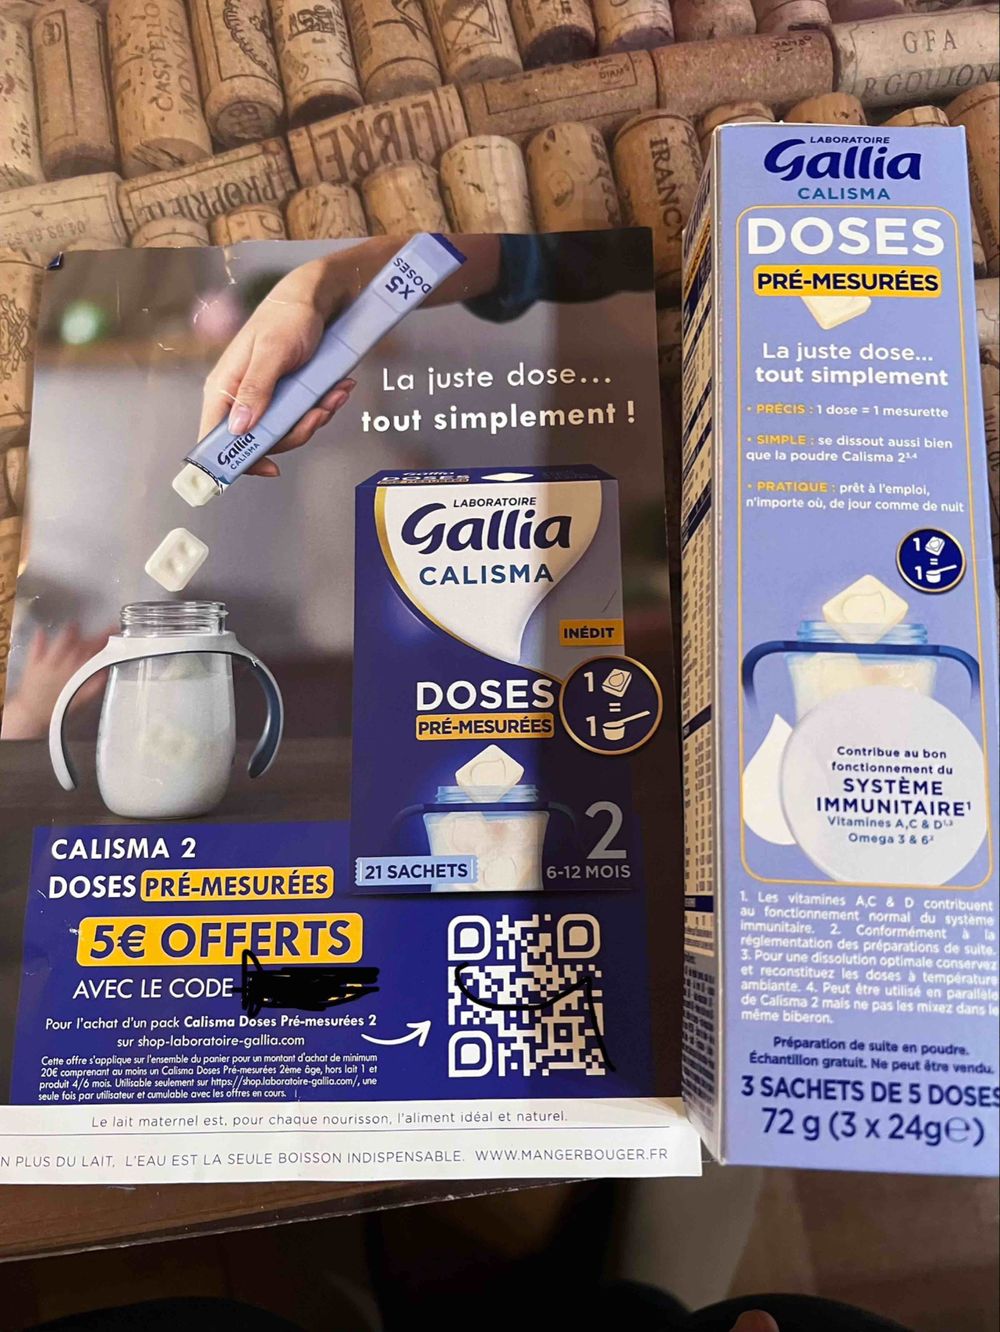 GFA
R.GOUJON
LIBRE
PROPRIE
FRANC
X5
DOSES
Gallia
CALISMA
La juste dose...
tout simplement !
DOSES
LABORATOIRE
Gallia
CALISMA
INÉDIT
DOSES
PRÉ-MESURÉES
1
=
1
2
6-12 MOIS
21 SACHETS
CALISMA 2
DOSES PRÉ-MESURÉES
5€ OFFERTS
AVEC LE CODE
Pour l'achat d'un pack Calisma Doses Pré-mesurées 2
sur shop-laboratoire-gallia.com
Cette offre s'applique sur l'ensemble du panier pour un montant d'achat de minimum
20€ comprenant au moins un Calisma Doses Pré-mesurées 2ème âge, hors lait 1 et
produit 4/6 mois. Utilisable seulement sur https://shop.laboratoire-gallia.com/, une
seule fois par utilisateur et cumulable avec les offres en cours.
Le lait maternel est, pour chaque nourisson, l'aliment idéal et naturel.
N PLUS DU LAIT, L'EAU EST LA SEULE BOISSON INDISPENSABLE. WWW.MANGERBOUGER.FR
LABORATOIRE
Gallia
CALISMA
DOSES
PRÉ-MESURÉES
La juste dose...
tout simplement
• PRÉCIS : 1 dose = 1 mesurette
• SIMPLE : se dissout aussi bien
que la poudre Calisma 2³,⁴
• PRATIQUE : prêt à l'emploi,
n'importe où, de jour comme de nuit
1
=
1
Contribue au bon
fonctionnement du
SYSTÈME
IMMUNITAIRE¹
Vitamines A,C & D¹,²
Omega 3 & 6²
1. Les vitamines A,C & D contribuent
au fonctionnement normal du système
immunitaire. 2. Conformément à la
réglementation des préparations de suite.
3. Pour une dissolution optimale conservez
et reconstituez les doses à température
ambiante. 4. Peut être utilisé en parallèle
de Calisma 2 mais ne pas les mixez dans le
même biberon.
Préparation de suite en poudre.
Échantillon gratuit. Ne peut être vendu.
3 SACHETS DE 5 DOSES
72 g (3 x 24g℮)